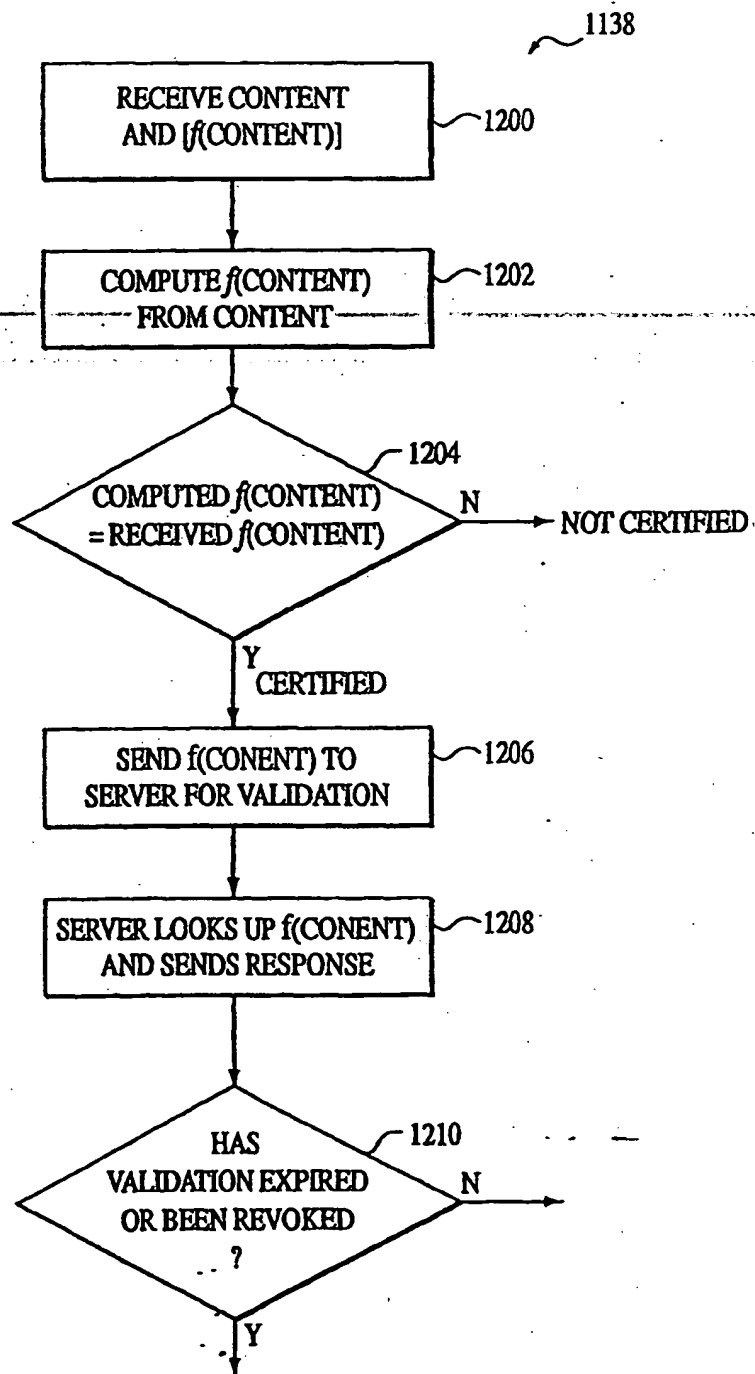 1138
RECEIVE CONTENT
AND [f(CONTENT)]
1200
COMPUTE f(CONTENT)
FROM CONTENT
1202
1204
COMPUTED f(CONTENT)
= RECEIVED f(CONTENT)
N
NOT CERTIFIED
Y
CERTIFIED
SEND f(CONENT) TO
SERVER FOR VALIDATION
1206
SERVER LOOKS UP f(CONENT)
AND SENDS RESPONSE
1208
1210
HAS
VALIDATION EXPIRED
OR BEEN REVOKED
?
N
Y